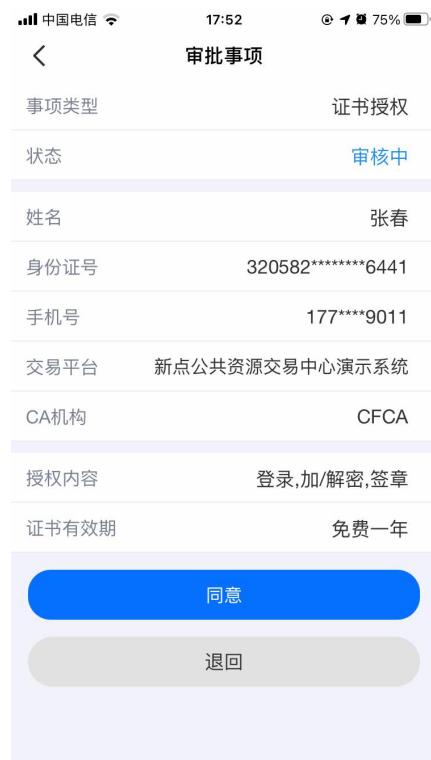 中国电信 17:52 75%
审批事项
事项类型 证书授权
状态 审核中
姓名 张春
身份证号 320582********6441
手机号 177****9011
交易平台 新点公共资源交易中心演示系统
CA机构 CFCA
授权内容 登录,加/解密,签章
证书有效期 免费一年
同意
退回